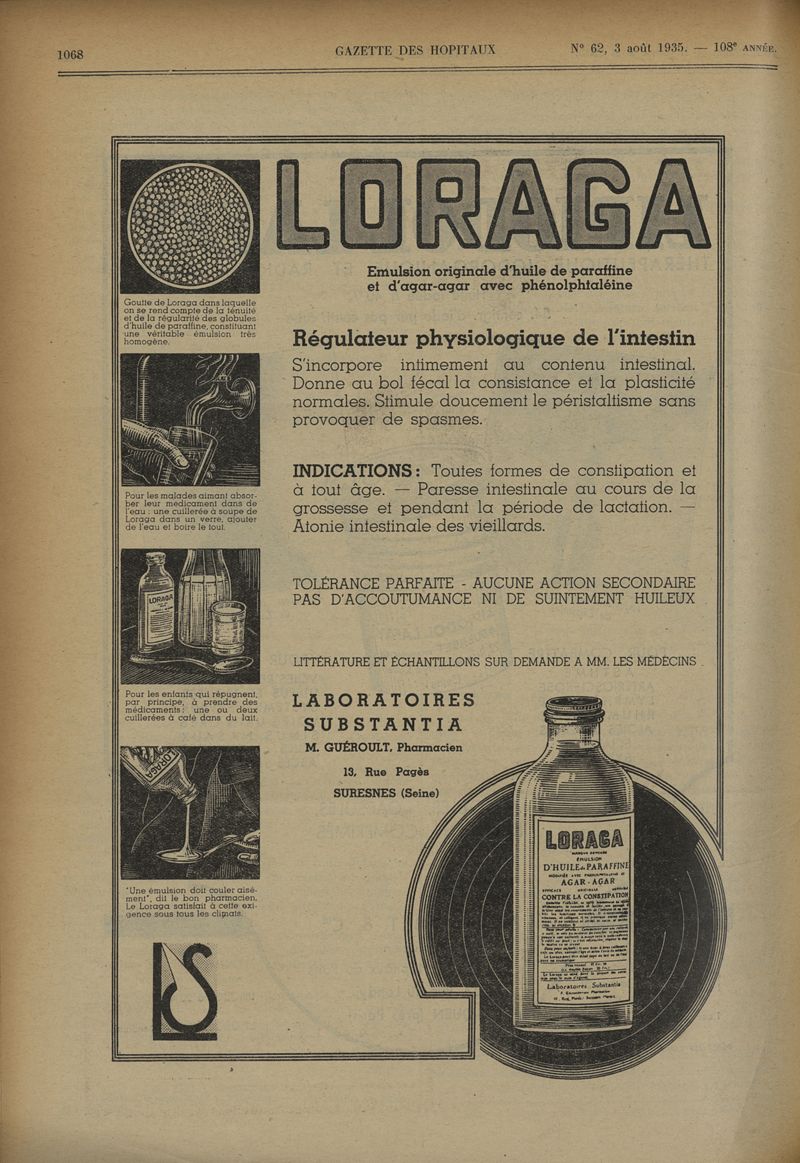 1068
GAZETTE DES HOPITAUX
N° 62, 3 août 1935. — 108e ANNÉE.
LORAGA
Emulsion originale d'huile de paraffine
et d'agar-agar avec phénolphtaléine
Goutte de Loraga dans laquelle
on se rend compte de la ténuité
et de la régularité des globules
d'huile de paraffine, constituant
une véritable émulsion très
homogène.
Régulateur physiologique de l'intestin
S'incorpore intimement au contenu intestinal.
Donne au bol fécal la consistance et la plasticité
normales. Stimule doucement le péristaltisme sans
provoquer de spasmes.
Pour les malades aimant absor-
ber leur médicament dans de
l'eau : une cuillerée à soupe de
Loraga dans un verre, ajouter
de l'eau et boire le tout.
INDICATIONS : Toutes formes de constipation et
à tout âge. — Paresse intestinale au cours de la
grossesse et pendant la période de lactation. —
Atonie intestinale des vieillards.
LORAGA
TOLÉRANCE PARFAITE - AUCUNE ACTION SECONDAIRE
PAS D'ACCOUTUMANCE NI DE SUINTEMENT HUILEUX
LITTÉRATURE ET ÉCHANTILLONS SUR DEMANDE A MM. LES MÉDECINS
Pour les enfants qui répugnent,
par principe, à prendre des
médicaments : une ou deux
cuillerées à café dans du lait.
LABORATOIRES
SUBSTANTIA
M. GUÉROULT, Pharmacien
13, Rue Pagès
SURESNES (Seine)
LORAGA
"Une émulsion doit couler aisé-
ment", dit le bon pharmacien.
Le Loraga satisfait à cette exi-
gence sous tous les climats.
LS
LORAGA
ÉMULSION
D'HUILE de PARAFFINE
AGAR-AGAR
CONTRE LA CONSTIPATION
Laboratoires Substantia